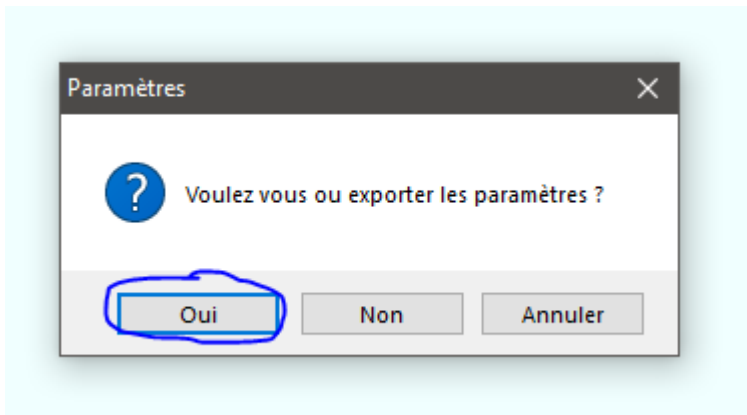 Paramètres
Voulez vous ou exporter les paramètres ?
Oui Non Annuler